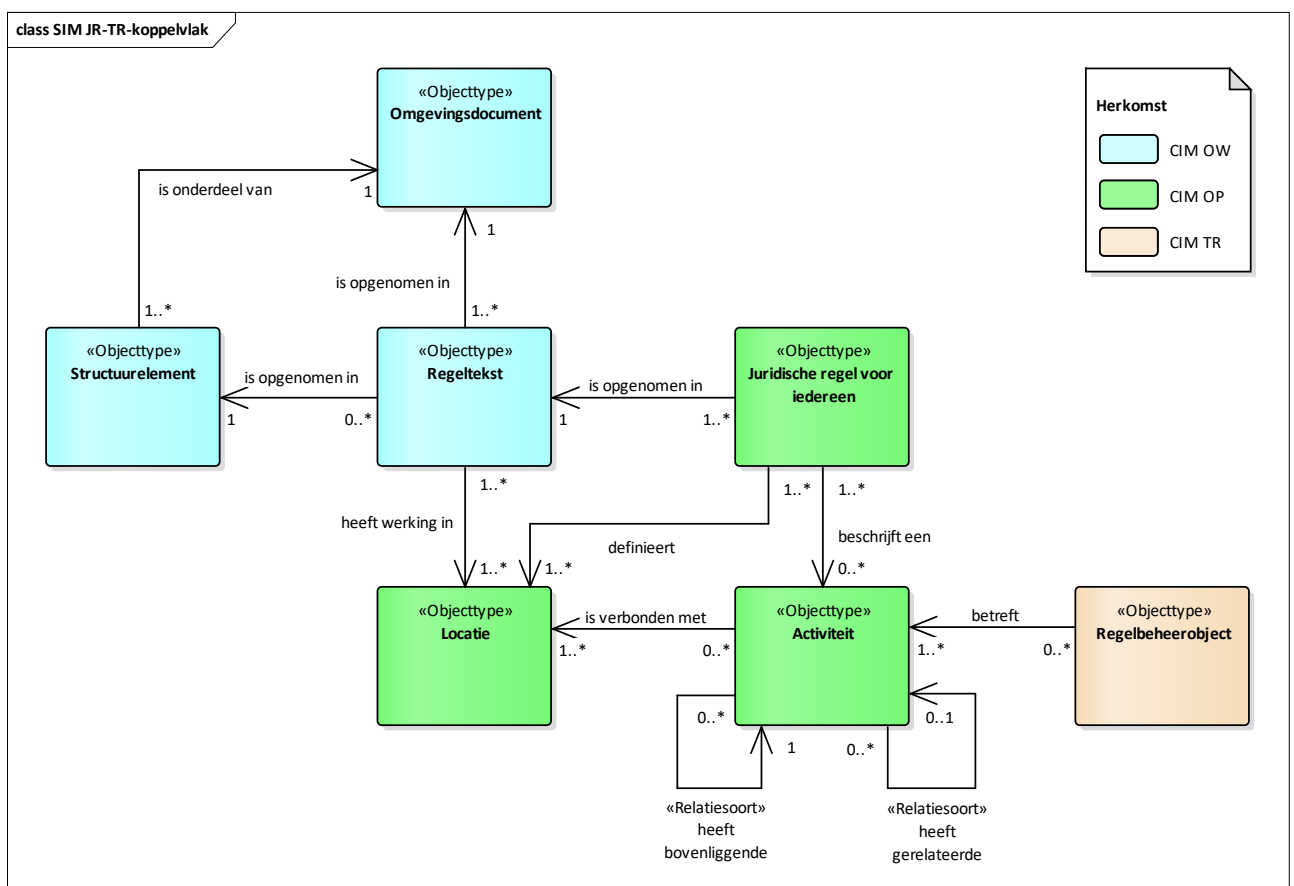 class SIM JR-TR-koppelvlak
«Objecttype»
Omgevingsdocument
Herkomst
CIM OW
CIM OP
CIM TR
is onderdeel van
1
1
is opgenomen in
1..*
1..*
«Objecttype»
Structuurelement
is opgenomen in
1
0..*
«Objecttype»
Regeltekst
is opgenomen in
1
1..*
«Objecttype»
Juridische regel voor
iedereen
1..*
1..*
1..*
heeft werking in
definieert
beschrijft een
1..*
1..*
0..*
«Objecttype»
Locatie
is verbonden met
1..*
0..*
«Objecttype»
Activiteit
betreft
1..*
0..*
«Objecttype»
Regelbeheerobject
0..*
1
0..*
0..1
«Relatiesoort»
heeft
bovenliggende
«Relatiesoort»
heeft
gerelateerde